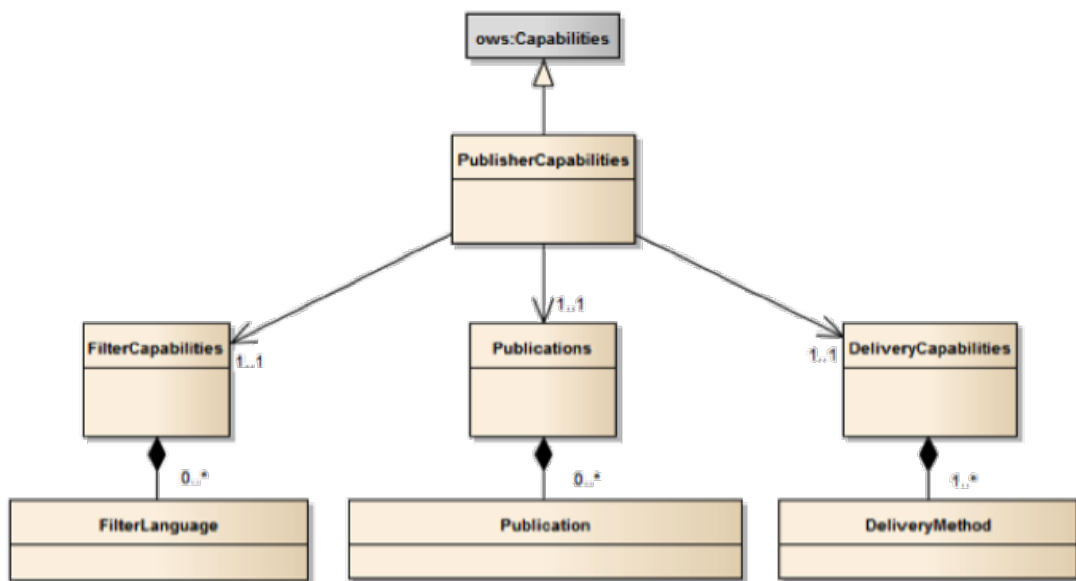 ows:Capabilities
PublisherCapabilities
1..1
FilterCapabilities
1..1
Publications
1..1
DeliveryCapabilities
0..*
0..*
1..*
FilterLanguage
Publication
DeliveryMethod